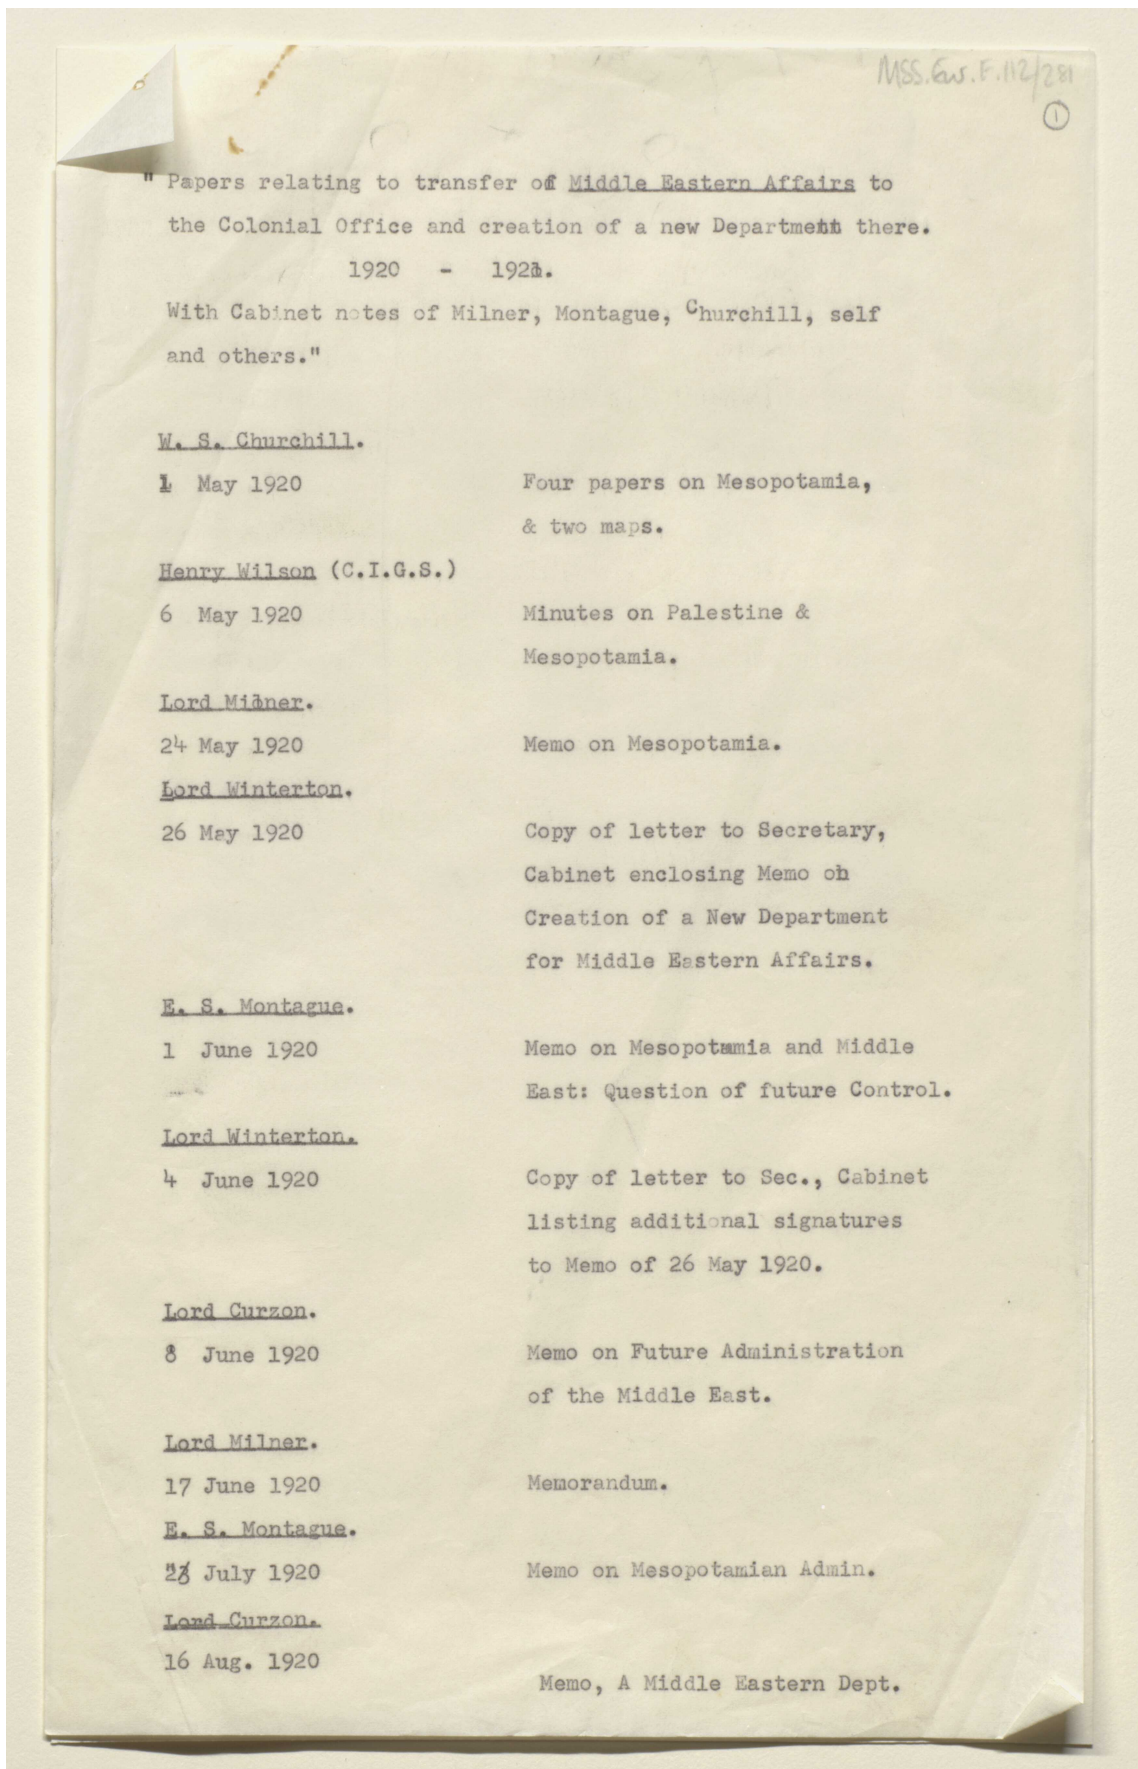 MSS. Eur. F. 112/281
1
" Papers relating to transfer of Middle Eastern Affairs to
the Colonial Office and creation of a new Department there.
1920 - 1921.
With Cabinet notes of Milner, Montague, Churchill, self
and others."
W. S. Churchill.
1 May 1920 Four papers on Mesopotamia,
& two maps.
Henry Wilson (C.I.G.S.)
6 May 1920 Minutes on Palestine &
Mesopotamia.
Lord Milner.
24 May 1920 Memo on Mesopotamia.
Lord Winterton.
26 May 1920 Copy of letter to Secretary,
Cabinet enclosing Memo on
Creation of a New Department
for Middle Eastern Affairs.
E. S. Montague.
1 June 1920 Memo on Mesopotamia and Middle
East: Question of future Control.
Lord Winterton.
4 June 1920 Copy of letter to Sec., Cabinet
listing additional signatures
to Memo of 26 May 1920.
Lord Curzon.
8 June 1920 Memo on Future Administration
of the Middle East.
Lord Milner.
17 June 1920 Memorandum.
E. S. Montague.
July 1920 Memo on Mesopotamian Admin.
Lord Curzon.
16 Aug. 1920
Memo, A Middle Eastern Dept.